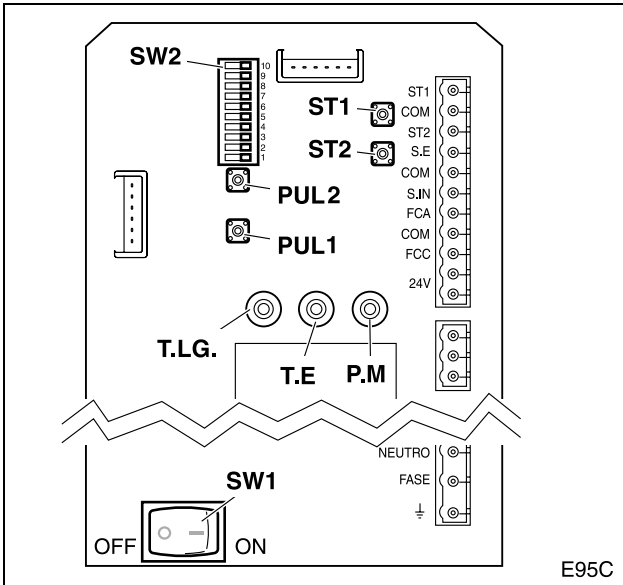 SW2
10
9
8
7
6
5
4
3
2
1
ST1
ST2
PUL2
PUL1
T.LG.
T.E
P.M
ST1
COM
ST2
S.E
COM
S.IN
FCA
COM
FCC
24V
NEUTRO
FASE
SW1
OFF
ON
E95C